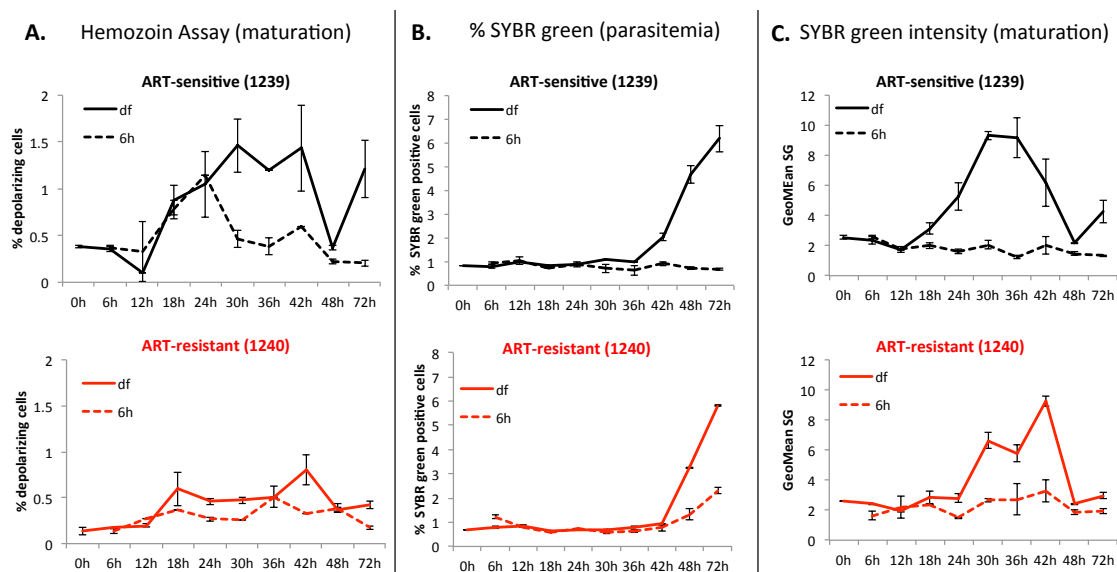 A. Hemozoin Assay (maturation)
ART-sensitive (1239)
% depolarizing cells
2
1.5
1
0.5
0
df
6h
0h 6h 12h 18h 24h 30h 36h 42h 48h 72h
ART-resistant (1240)
% depolarizing cells
2
1.5
1
0.5
0
df
6h
0h 6h 12h 18h 24h 30h 36h 42h 48h 72h
B. % SYBR green (parasitemia)
ART-sensitive (1239)
% SYBR green positive cells
8
7
6
5
4
3
2
1
0
df
6h
0h 6h 12h 18h 24h 30h 36h 42h 48h 72h
ART-resistant (1240)
% SYBR green positive cells
8
7
6
5
4
3
2
1
0
df
6h
0h 6h 12h 18h 24h 30h 36h 42h 48h 72h
C. SYBR green intensity (maturation)
ART-sensitive (1239)
GeoMEan SG
12
10
8
6
4
2
0
df
6h
0h 6h 12h 18h 24h 30h 36h 42h 48h 72h
ART-resistant (1240)
GeoMean SG
12
10
8
6
4
2
0
df
6h
0h 6h 12h 18h 24h 30h 36h 42h 48h 72h